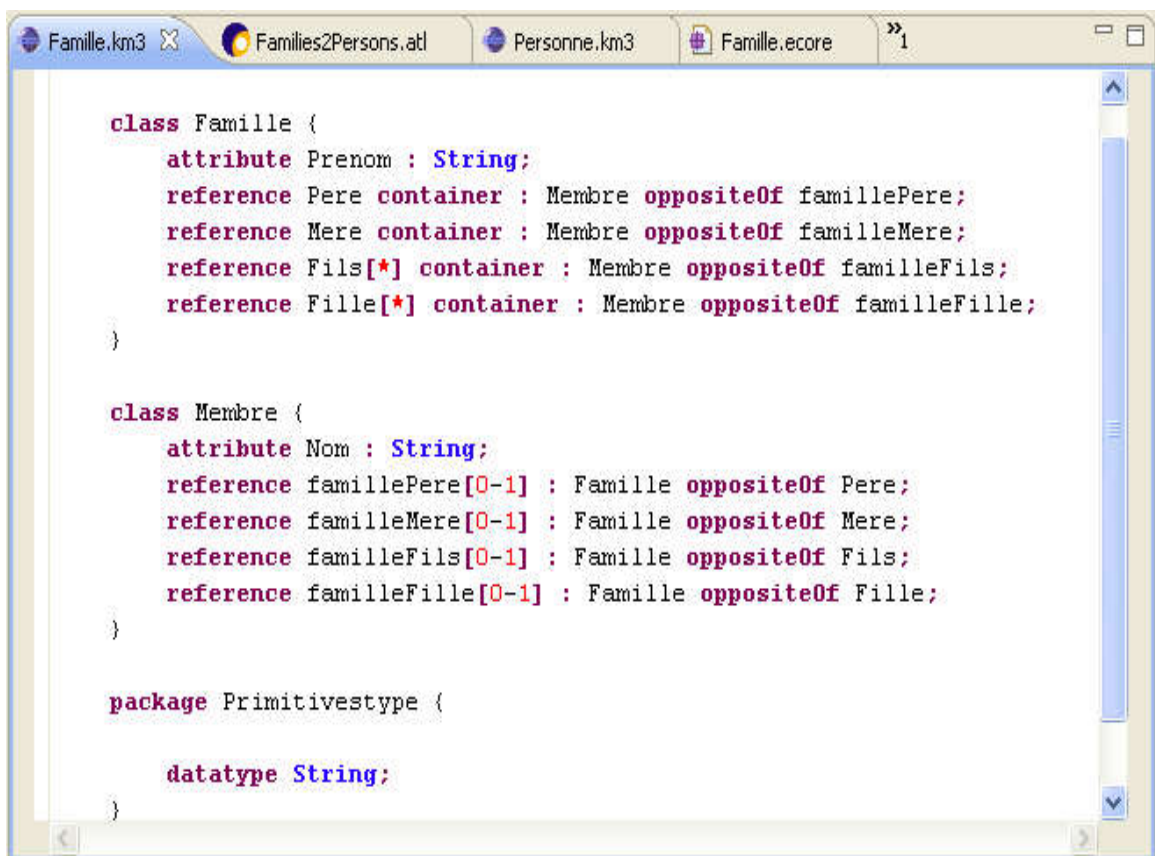 Famille.km3 Families2Persons.atl Personne.km3 Famille.ecore »1
class Famille {
attribute Prenom : String;
reference Pere container : Membre oppositeOf famillePere;
reference Mere container : Membre oppositeOf familleMere;
reference Fils[*] container : Membre oppositeOf familleFils;
reference Fille[*] container : Membre oppositeOf familleFille;
}
class Membre {
attribute Nom : String;
reference famillePere[0-1] : Famille oppositeOf Pere;
reference familleMere[0-1] : Famille oppositeOf Mere;
reference familleFils[0-1] : Famille oppositeOf Fils;
reference familleFille[0-1] : Famille oppositeOf Fille;
}
package Primitivestype {
datatype String;
}